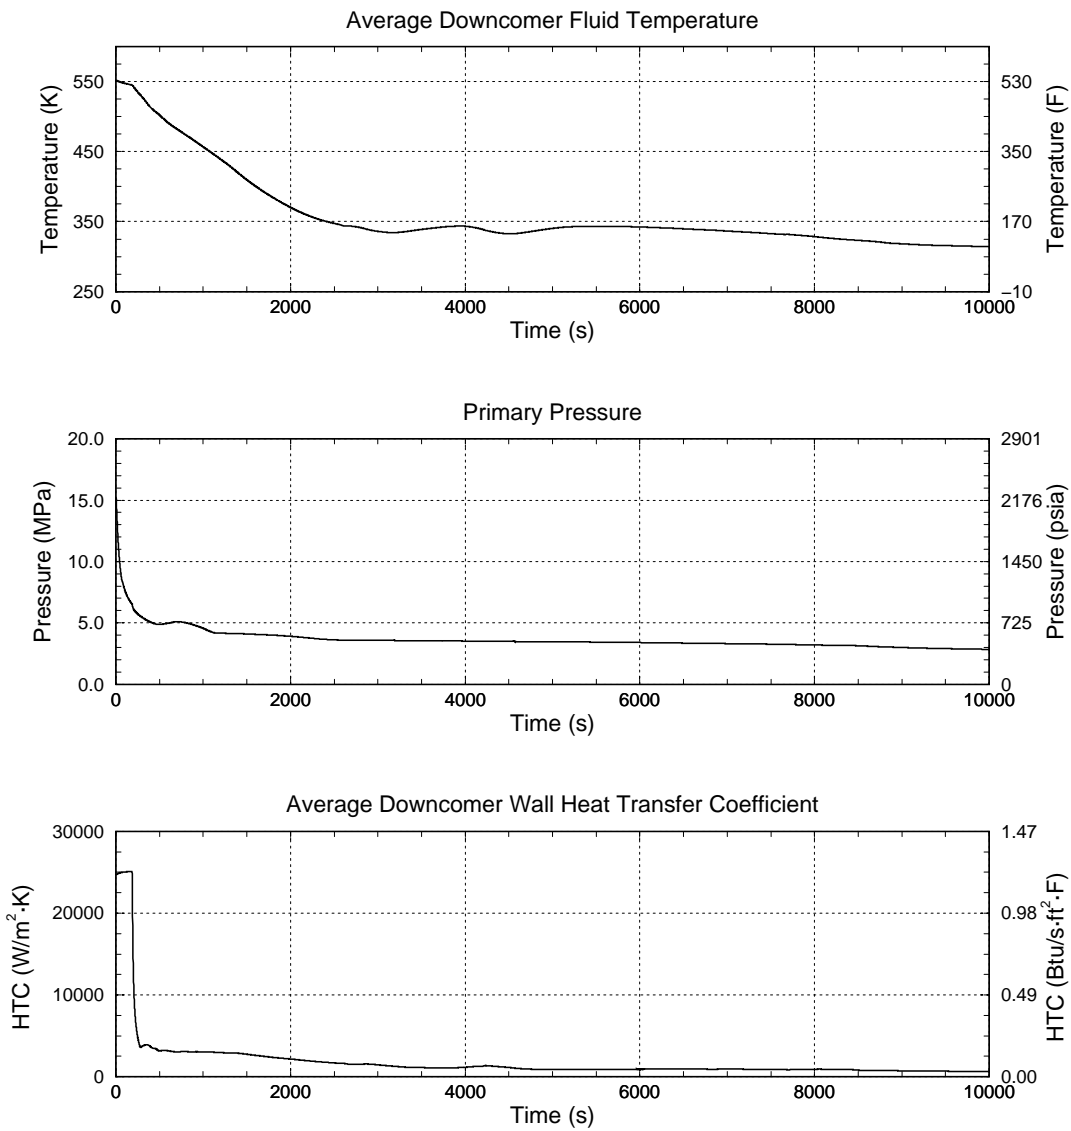 Average Downcomer Fluid Temperature
550
450
350
250
Temperature (K)
530
350
170
−10
Temperature (F)
0 2000 4000 6000 8000 10000
Time (s)
Primary Pressure
20.0
15.0
10.0
5.0
0.0
Pressure (MPa)
2901
2176
1450
725
0
Pressure (psia)
0 2000 4000 6000 8000 10000
Time (s)
Average Downcomer Wall Heat Transfer Coefficient
30000
20000
10000
0
HTC (W/m²·K)
1.47
0.98
0.49
0.00
HTC (Btu/s·ft²·F)
0 2000 4000 6000 8000 10000
Time (s)